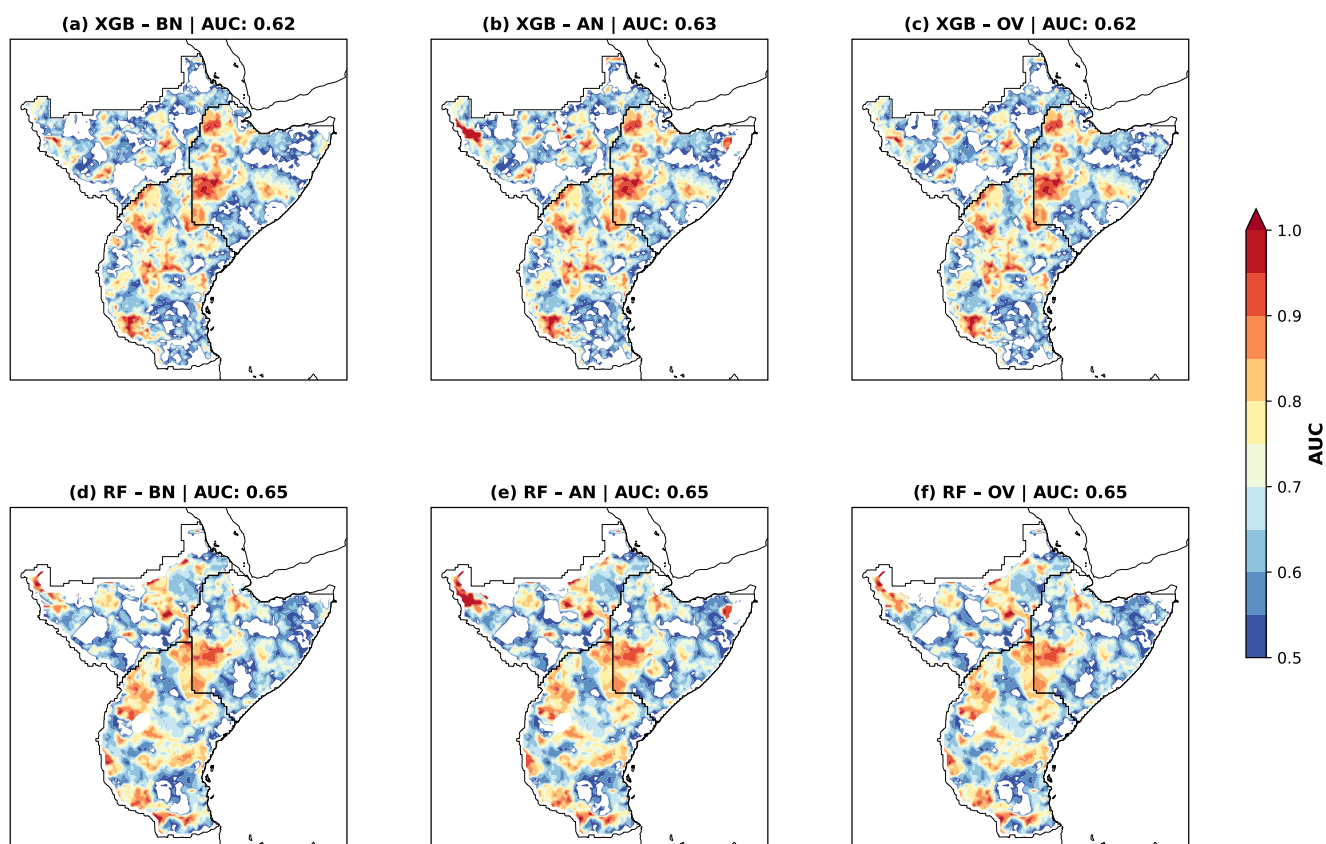 (a) XGB – BN | AUC: 0.62
(b) XGB – AN | AUC: 0.63
(c) XGB – OV | AUC: 0.62
1.0
0.9
0.8
0.7
0.6
0.5
AUC
(d) RF – BN | AUC: 0.65
(e) RF – AN | AUC: 0.65
(f) RF – OV | AUC: 0.65